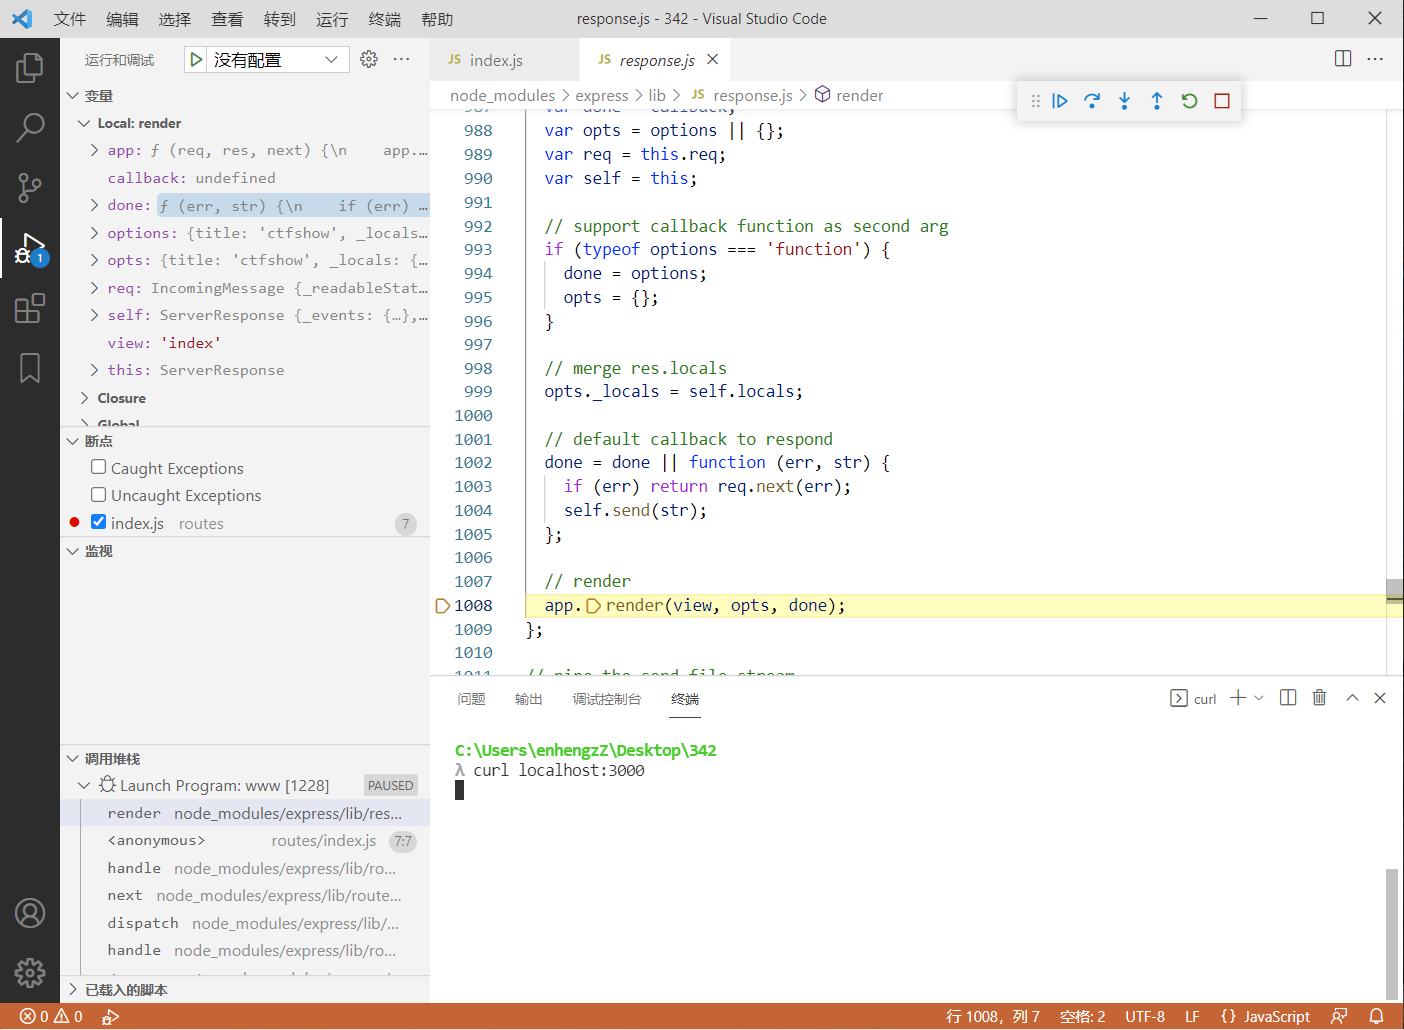 文件 编辑 选择 查看 转到 运行 终端 帮助 response.js - 342 - Visual Studio Code
运行和调试 没有配置
JS index.js JS response.js
node_modules > express > lib > JS response.js > render
变量
Local: render
app: ƒ (req, res, next) {\n    app.…
callback: undefined
done: ƒ (err, str) {\n    if (err) …
options: {title: 'ctfshow', _locals…
opts: {title: 'ctfshow', _locals: {…
req: IncomingMessage {_readableStat…
self: ServerResponse {_events: {…},…
view: 'index'
this: ServerResponse
Closure
Global
断点
Caught Exceptions
Uncaught Exceptions
index.js routes 7
监视
调用堆栈
Launch Program: www [1228] PAUSED
render node_modules/express/lib/res...
<anonymous> routes/index.js 7:7
handle node_modules/express/lib/ro...
next node_modules/express/lib/route...
dispatch node_modules/express/lib/...
handle node_modules/express/lib/ro...
已载入的脚本
987 var done = callback;
988 var opts = options || {};
989 var req = this.req;
990 var self = this;
991
992 // support callback function as second arg
993 if (typeof options === 'function') {
994 done = options;
995 opts = {};
996 }
997
998 // merge res.locals
999 opts._locals = self.locals;
1000
1001 // default callback to respond
1002 done = done || function (err, str) {
1003 if (err) return req.next(err);
1004 self.send(str);
1005 };
1006
1007 // render
1008 app.render(view, opts, done);
1009 };
1010
1011 // pipe the send file stream
问题 输出 调试控制台 终端 curl
C:\Users\enhengzZ\Desktop\342
λ curl localhost:3000
1
0 0 行 1008，列 7 空格: 2 UTF-8 LF {} JavaScript